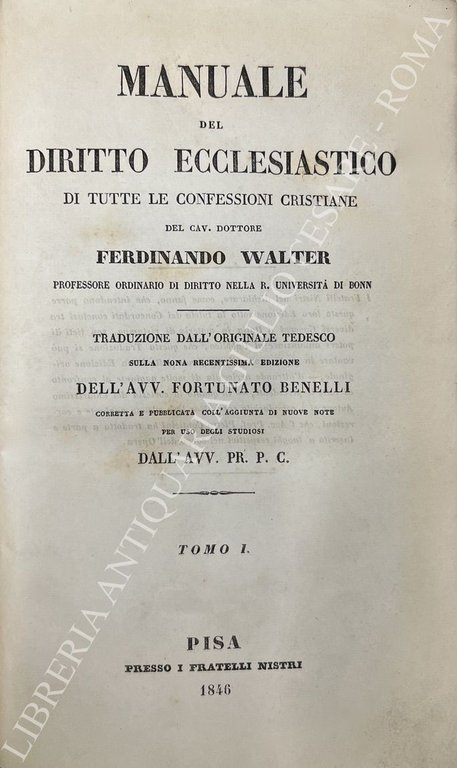 MANUALE
DEL
DIRITTO ECCLESIASTICO
DI TUTTE LE CONFESSIONI CRISTIANE
DEL CAV. DOTTORE
FERDINANDO WALTER
PROFESSORE ORDINARIO DI DIRITTO NELLA R. UNIVERSITÀ DI BONN
TRADUZIONE DALL'ORIGINALE TEDESCO
SULLA NONA RECENTISSIMA EDIZIONE
DELL'AVV. FORTUNATO BENELLI
CORRETTA E PUBBLICATA COLL'AGGIUNTA DI NUOVE NOTE
PER USO DEGLI STUDIOSI
DALL'AVV. PR. P. C.
TOMO I.
PISA
PRESSO I FRATELLI NISTRI
1846
LIBRERIA ANTIQUARIA GIULIO CESARE - ROMA